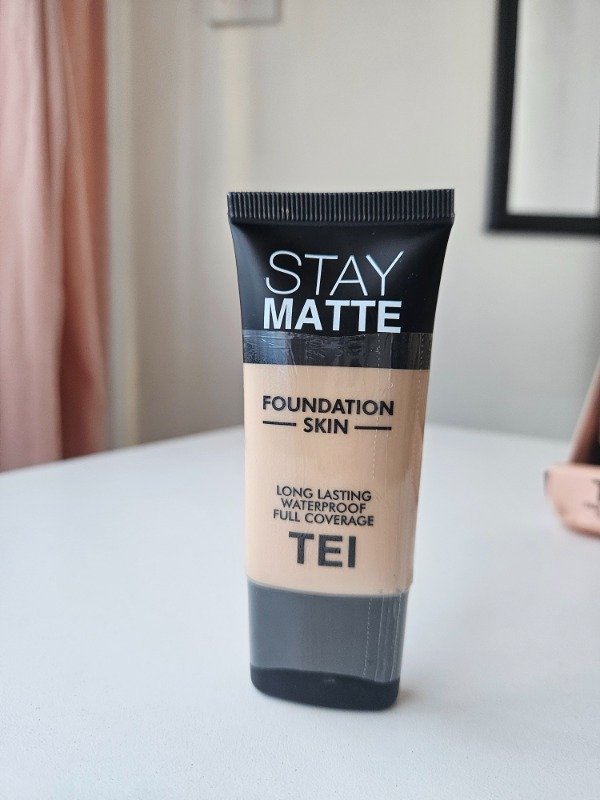 STAY
MATTE
FOUNDATION
SKIN
LONG LASTING
WATERPROOF
FULL COVERAGE
TEI